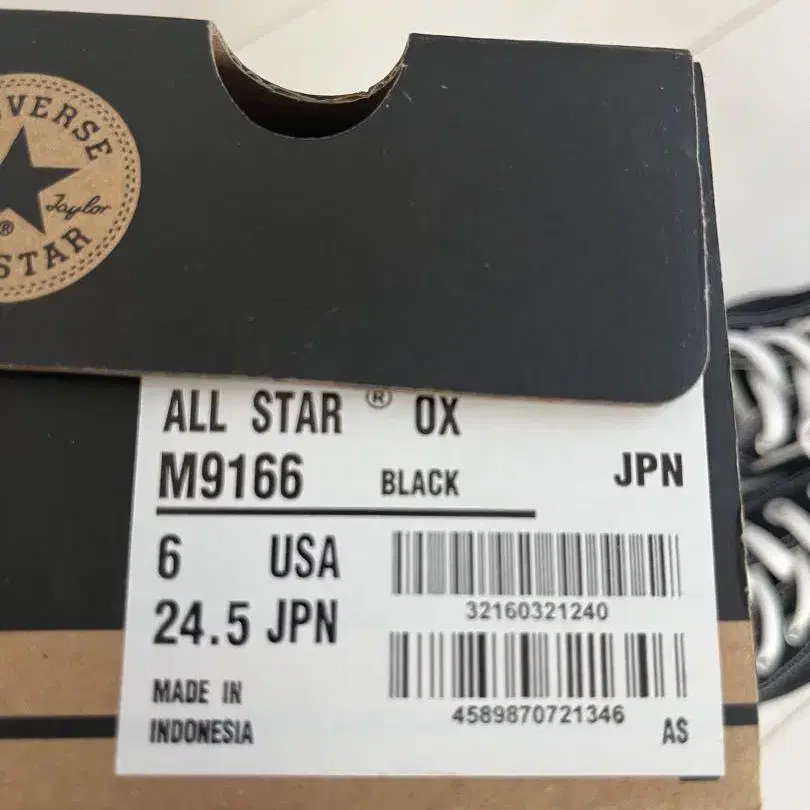 VERSE
Taylor
®
STAR
ALL STAR ® OX
M9166 BLACK JPN
6 USA
24.5 JPN
32160321240
4589870721346
MADE IN
INDONESIA
AS